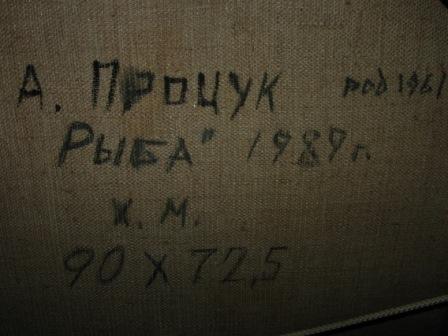 А. ПРОЦУК род 1961
РЫБА" 1989 г.
х. м.
90 х 72,5